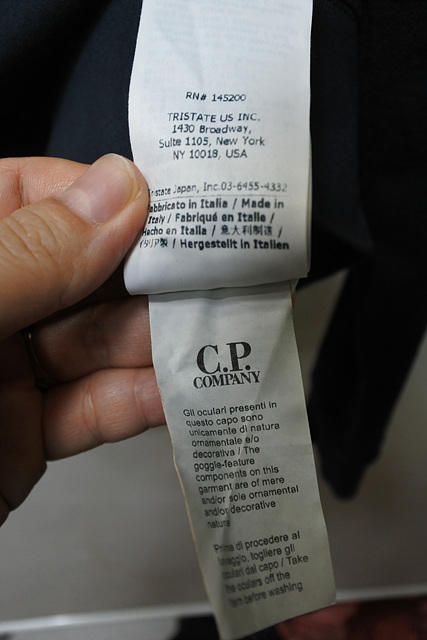 RN# 145200
TRISTATE US INC.
1430 Broadway,
Suite 1105, New York
NY 10018, USA
Tristate Japan, Inc.03-6455-4332
Fabbricato in Italia / Made in
Italy / Fabriqué en Italie /
Hecho en Italia / 意大利制造 /
イタリア製 / Hergestellt in Italien
C.P.
COMPANY
Gli oculari presenti in
questo capo sono
unicamente di natura
ornamentale e/o
decorativa / The
goggle-feature
components on this
garment are of mere
and/or sole ornamental
and/or decorative
nature
Prima di procedere al
lavaggio, togliere gli
oculari dal capo / Take
the oculars off the
item before washing